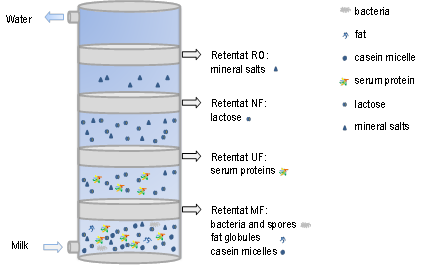 Water
Retentat RO:
mineral salts
Retentat NF:
lactose
Retentat UF:
serum proteins
Retentat MF:
bacteria and spores
fat globules
casein micelles
Milk
bacteria
fat
casein micelle
serum protein
lactose
mineral salts